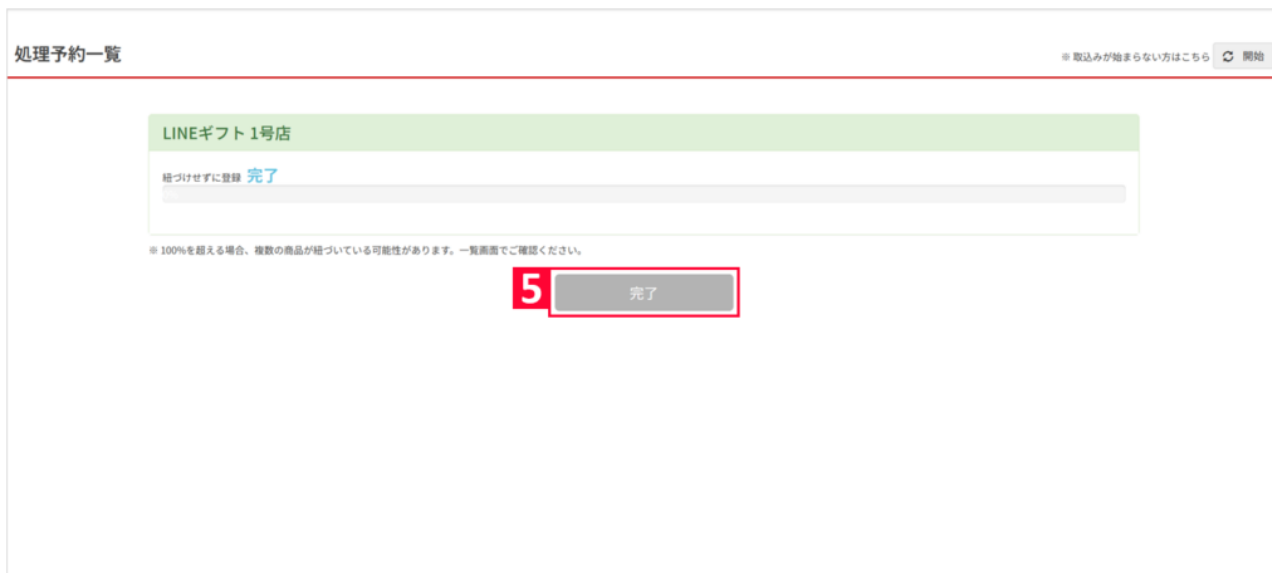 処理予約一覧
※ 取込みが始まらない方はこちら 開始
LINEギフト 1号店
紐づけせずに登録 完了
※ 100%を超える場合、複数の商品が紐づいている可能性があります。一覧画面でご確認ください。
5 完了